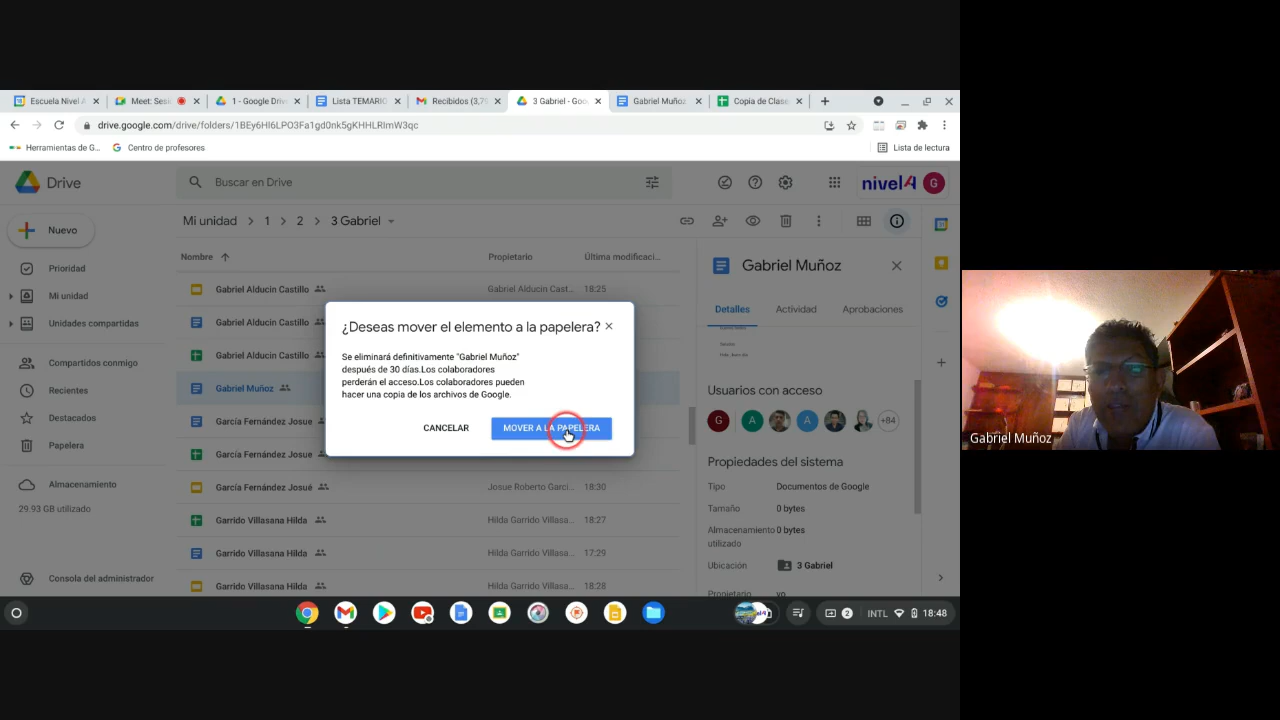 Escuela Nivel A
Meet: Sesi
1 - Google Driv
Lista TEMARIO
Recibidos (3,79
3 Gabriel - Goo
Gabriel Muñoz
Copia de Class
drive.google.com/drive/folders/1BEy6Hl6LPO3Fa1gd0nk5gKHHLRlmW3qc
Herramientas de G...
Centro de profesores
Lista de lectura
Drive
Buscar en Drive
nivelA
G
Nuevo
Mi unidad > 1 > 2 > 3 Gabriel
Nombre
Propietario
Última modificaci...
Prioridad
Mi unidad
Unidades compartidas
Compartidos conmigo
Recientes
Destacados
Papelera
Almacenamiento
29.93 GB utilizado
Consola del administrador
Gabriel Alducin Castillo
Gabriel Alducin Cast...
18:25
Gabriel Alducin Castillo
Gabriel Alducin Castillo
Gabriel Muñoz
García Fernández Josue
García Fernández Josue
García Fernández Josué
Josue Roberto Garci...
18:30
Garrido Villasana Hilda
Hilda Garrido Villasa...
18:27
Garrido Villasana Hilda
Hilda Garrido Villasa...
17:29
Garrido Villasana Hilda
Hilda Garrido Villasa...
18:28
¿Deseas mover el elemento a la papelera?
Se eliminará definitivamente "Gabriel Muñoz"
después de 30 días.Los colaboradores
perderán el acceso.Los colaboradores pueden
hacer una copia de los archivos de Google.
CANCELAR
MOVER A LA PAPELERA
Gabriel Muñoz
Detalles
Actividad
Aprobaciones
Usuarios con acceso
G
A
A
+84
Propiedades del sistema
Tipo
Documentos de Google
Tamaño
0 bytes
Almacenamiento
utilizado
0 bytes
Ubicación
3 Gabriel
Propietario
yo
2
INTL
18:48
Gabriel Muñoz